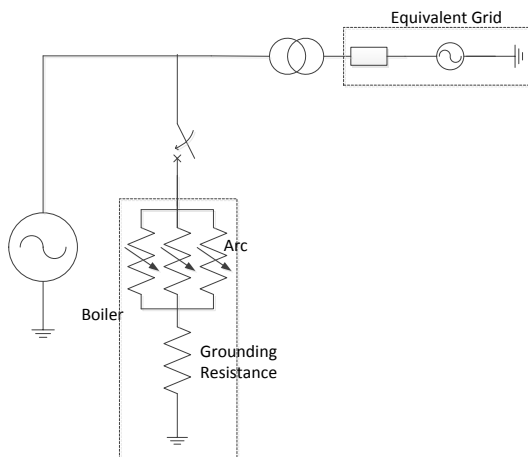 Equivalent Grid
Arc
Boiler
Grounding
Resistance